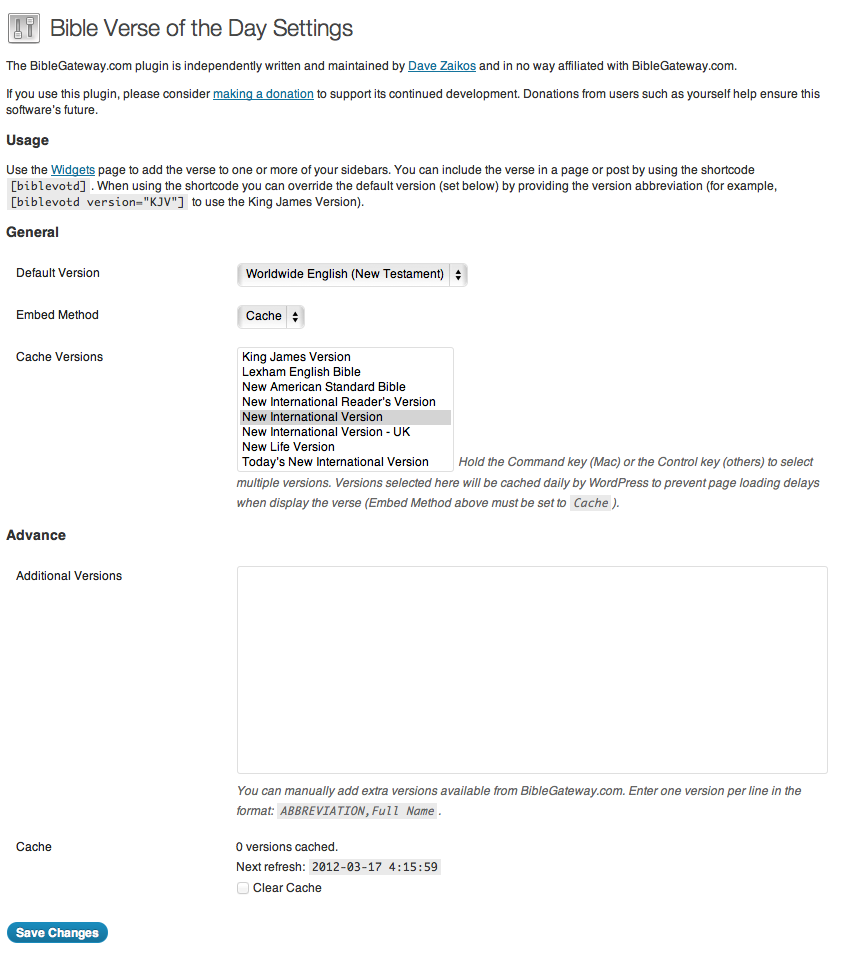 Bible Verse of the Day Settings
The BibleGateway.com plugin is independently written and maintained by Dave Zaikos and in no way affiliated with BibleGateway.com.
If you use this plugin, please consider making a donation to support its continued development. Donations from users such as yourself help ensure this
software's future.
Usage
Use the Widgets page to add the verse to one or more of your sidebars. You can include the verse in a page or post by using the shortcode
[biblevotd] . When using the shortcode you can override the default version (set below) by providing the version abbreviation (for example,
[biblevotd version="KJV"] to use the King James Version).
General
Default Version
Worldwide English (New Testament)
Embed Method
Cache
Cache Versions
King James Version
Lexham English Bible
New American Standard Bible
New International Reader's Version
New International Version
New International Version - UK
New Life Version
Today's New International Version
Hold the Command key (Mac) or the Control key (others) to select
multiple versions. Versions selected here will be cached daily by WordPress to prevent page loading delays
when display the verse (Embed Method above must be set to Cache ).
Advance
Additional Versions
You can manually add extra versions available from BibleGateway.com. Enter one version per line in the
format: ABBREVIATION,Full Name .
Cache
0 versions cached.
Next refresh: 2012-03-17 4:15:59
Clear Cache
Save Changes